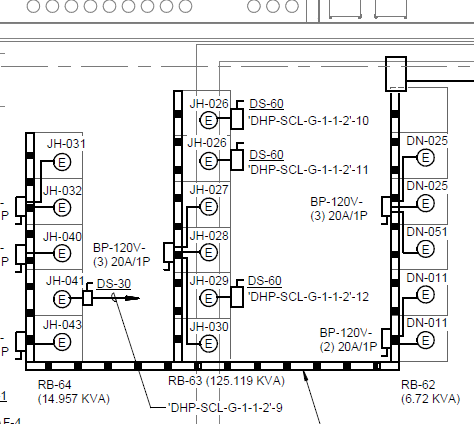 JH-026
E
DS-60
'DHP-SCL-G-1-1-2'-10
JH-026
E
DS-60
'DHP-SCL-G-1-1-2'-11
JH-031
E
JH-032
E
JH-040
E
JH-041
E
DS-30
JH-043
E
JH-027
E
JH-028
E
BP-120V-
(3) 20A/1P
JH-029
E
DS-60
'DHP-SCL-G-1-1-2'-12
JH-030
E
DN-025
E
DN-025
E
BP-120V-
(3) 20A/1P
DN-051
E
DN-011
E
DN-011
E
BP-120V-
(2) 20A/1P
P
P
P
RB-64
(14.957 KVA)
RB-63 (125.119 KVA)
RB-62
(6.72 KVA)
'DHP-SCL-G-1-1-2'-9